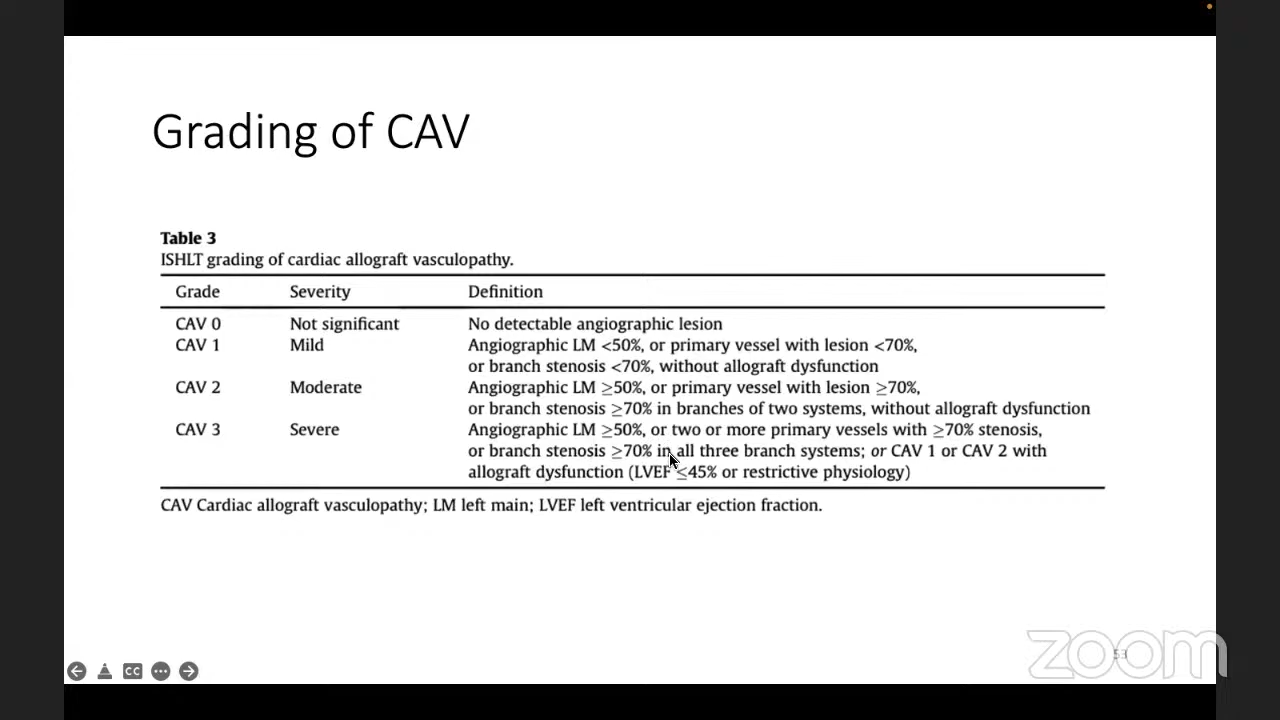 Grading of CAV
Table 3
ISHLT grading of cardiac allograft vasculopathy.
Grade Severity Definition
CAV 0 Not significant No detectable angiographic lesion
CAV 1 Mild Angiographic LM <50%, or primary vessel with lesion <70%,
or branch stenosis <70%, without allograft dysfunction
CAV 2 Moderate Angiographic LM ≥50%, or primary vessel with lesion ≥70%,
or branch stenosis ≥70% in branches of two systems, without allograft dysfunction
CAV 3 Severe Angiographic LM ≥50%, or two or more primary vessels with ≥70% stenosis,
or branch stenosis ≥70% in all three branch systems; or CAV 1 or CAV 2 with
allograft dysfunction (LVEF ≤45% or restrictive physiology)
CAV Cardiac allograft vasculopathy; LM left main; LVEF left ventricular ejection fraction.
CC
53
zoom